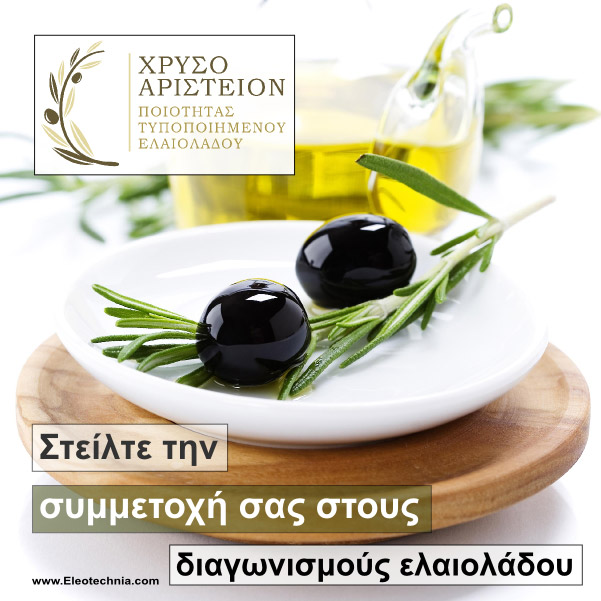 ΧΡΥΣΟ
ΑΡΙΣΤΕΙΟΝ
ΠΟΙΟΤΗΤΑΣ
ΤΥΠΟΠΟΙΗΜΕΝΟΥ
ΕΛΑΙΟΛΑΔΟΥ
Στείλτε την
συμμετοχή σας στους
διαγωνισμούς ελαιολάδου
www.Eleotechnia.com